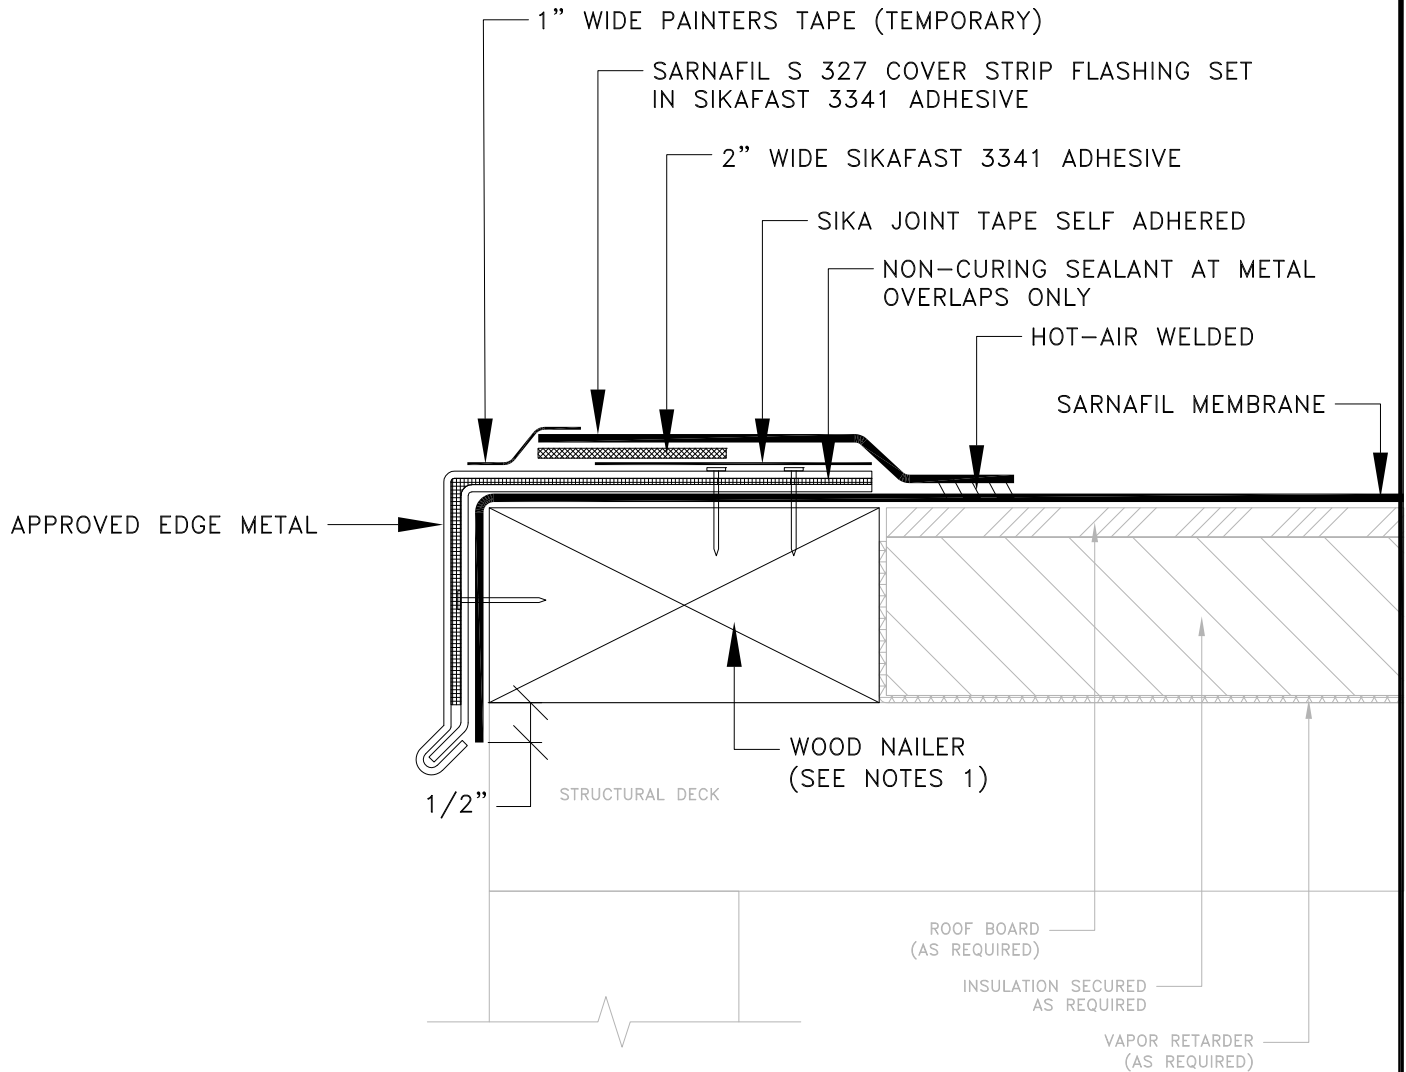 1” WIDE PAINTERS TAPE (TEMPORARY)
SARNAFIL S 327 COVER STRIP FLASHING SET
IN SIKAFAST 3341 ADHESIVE
2” WIDE SIKAFAST 3341 ADHESIVE
SIKA JOINT TAPE SELF ADHERED
NON-CURING SEALANT AT METAL
OVERLAPS ONLY
HOT-AIR WELDED
SARNAFIL MEMBRANE
APPROVED EDGE METAL
WOOD NAILER
(SEE NOTES 1)
1/2”
STRUCTURAL DECK
ROOF BOARD
(AS REQUIRED)
INSULATION SECURED
AS REQUIRED
VAPOR RETARDER
(AS REQUIRED)